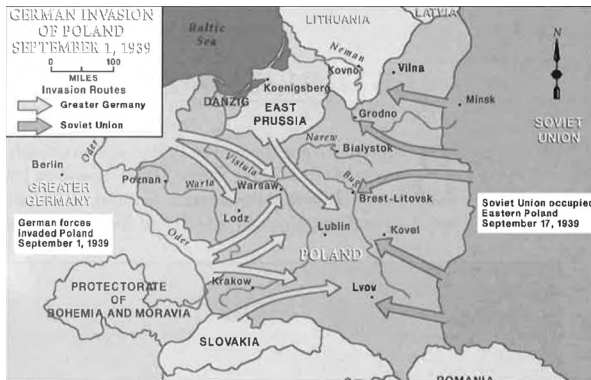 GERMAN INVASION
OF POLAND
SEPTEMBER 1, 1939
0 100
MILES
Invasion Routes
Greater Germany
Soviet Union
Baltic
Sea
LITHUANIA
LATVIA
N
Neman
Kovno
Vilna
Koenigsberg
DANZIG
EAST
PRUSSIA
Minsk
Grodno
SOVIET
UNION
Oder
Narew
Bialystok
Berlin
Vistula
Poznan
Warta
Warsaw
Bug
Brest-Litovsk
GREATER
GERMANY
Lodz
German forces
invaded Poland
September 1, 1939
Oder
Lublin
Kovel
POLAND
Soviet Union occupied
Eastern Poland
September 17, 1939
Krakow
Lvov
PROTECTORATE
OF
BOHEMIA AND MORAVIA
SLOVAKIA
ROMANIA